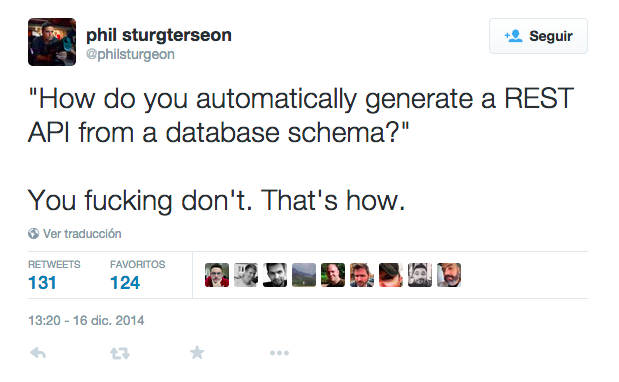 phil sturgterseon
@philsturgeon
Seguir
"How do you automatically generate a REST
API from a database schema?"
You fucking don't. That's how.
Ver traducción
RETWEETS FAVORITOS
131 124
13:20 - 16 dic. 2014